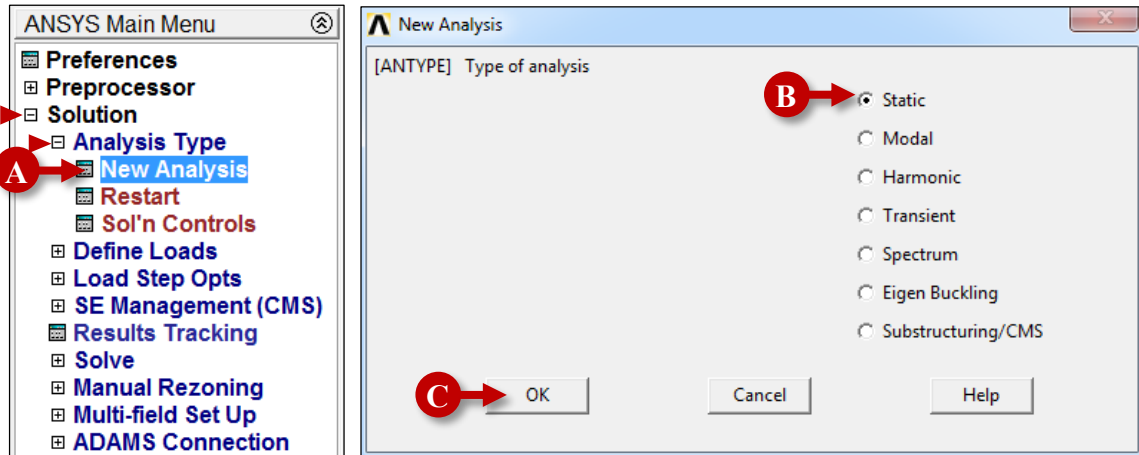 ANSYS Main Menu
Preferences
Preprocessor
Solution
Analysis Type
A
New Analysis
Restart
Sol'n Controls
Define Loads
Load Step Opts
SE Management (CMS)
Results Tracking
Solve
Manual Rezoning
Multi-field Set Up
ADAMS Connection
New Analysis
[ANTYPE] Type of analysis
B
Static
Modal
Harmonic
Transient
Spectrum
Eigen Buckling
Substructuring/CMS
C
OK
Cancel
Help